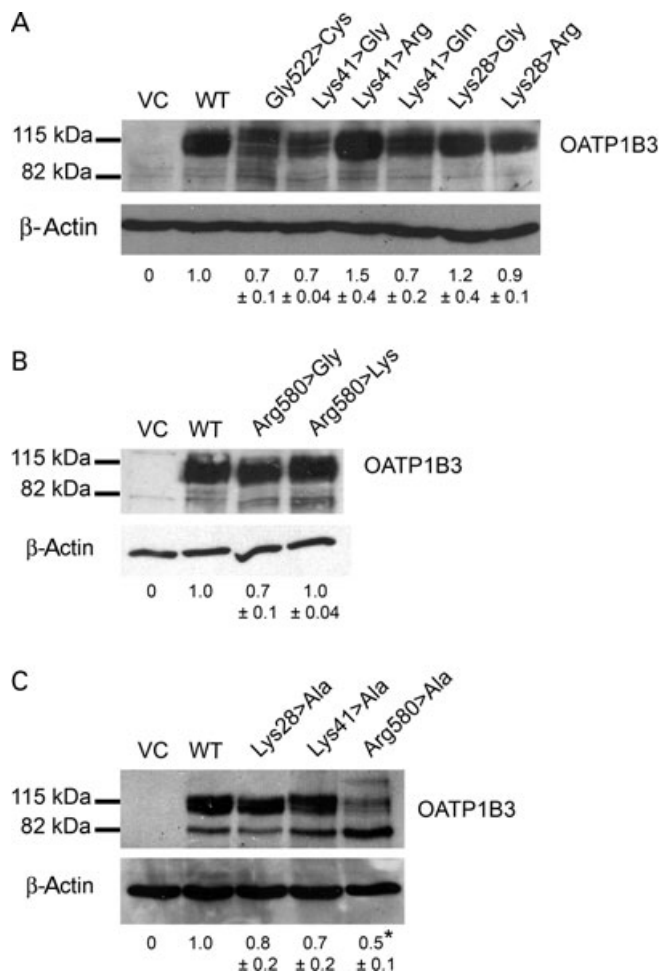 A
VC WT Gly522>Cys Lys41>Gly Lys41>Arg Lys41>Gln Lys28>Gly Lys28>Arg
115 kDa
OATP1B3
82 kDa
β-Actin
0 1.0 0.7 0.7 1.5 0.7 1.2 0.9
± 0.1 ± 0.04 ± 0.4 ± 0.2 ± 0.4 ± 0.1
B
VC WT Arg580>Gly Arg580>Lys
115 kDa
OATP1B3
82 kDa
β-Actin
0 1.0 0.7 1.0
± 0.1 ± 0.04
C
VC WT Lys28>Ala Lys41>Ala Arg580>Ala
115 kDa
OATP1B3
82 kDa
β-Actin
0 1.0 0.8 0.7 0.5*
± 0.2 ± 0.2 ± 0.1